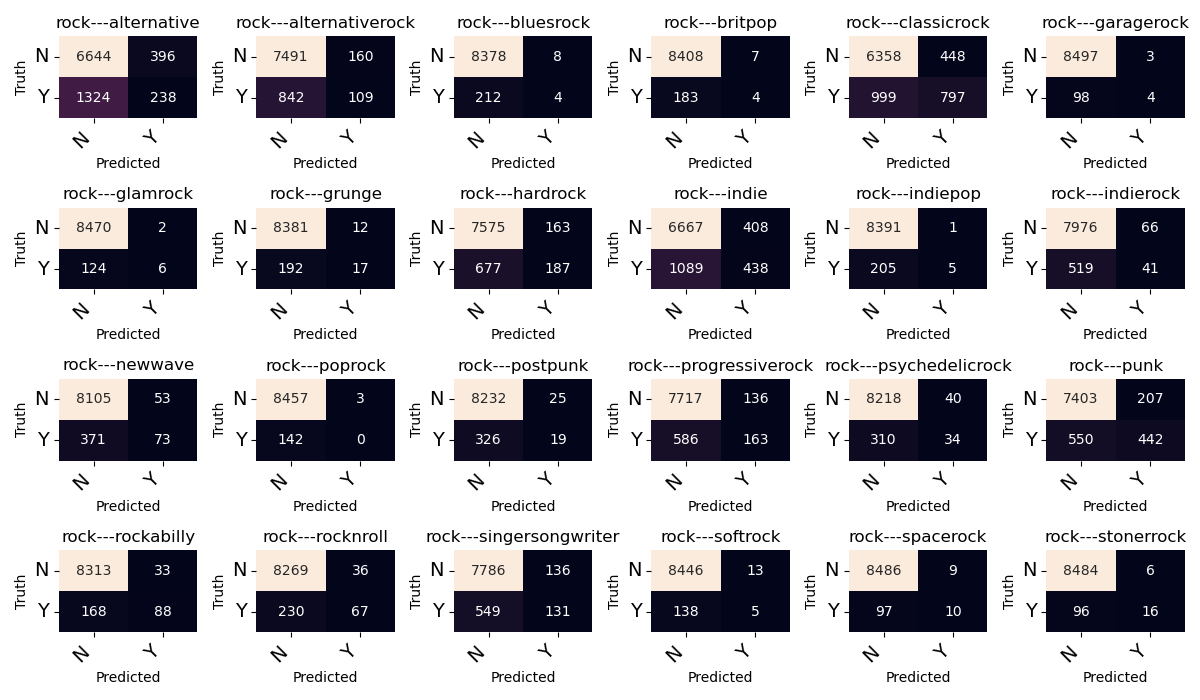 rock---alternative rock---alternativerock rock---bluesrock rock---britpop rock---classicrock rock---garagerock
Truth N 6644 396 Truth N 7491 160 Truth N 8378 8 Truth N 8408 7 Truth N 6358 448 Truth N 8497 3
Y 1324 238 Y 842 109 Y 212 4 Y 183 4 Y 999 797 Y 98 4
N Y N Y N Y N Y N Y N Y
Predicted Predicted Predicted Predicted Predicted Predicted
rock---glamrock rock---grunge rock---hardrock rock---indie rock---indiepop rock---indierock
Truth N 8470 2 Truth N 8381 12 Truth N 7575 163 Truth N 6667 408 Truth N 8391 1 Truth N 7976 66
Y 124 6 Y 192 17 Y 677 187 Y 1089 438 Y 205 5 Y 519 41
N Y N Y N Y N Y N Y N Y
Predicted Predicted Predicted Predicted Predicted Predicted
rock---newwave rock---poprock rock---postpunk rock---progressiverock rock---psychedelicrock rock---punk
Truth N 8105 53 Truth N 8457 3 Truth N 8232 25 Truth N 7717 136 Truth N 8218 40 Truth N 7403 207
Y 371 73 Y 142 0 Y 326 19 Y 586 163 Y 310 34 Y 550 442
N Y N Y N Y N Y N Y N Y
Predicted Predicted Predicted Predicted Predicted Predicted
rock---rockabilly rock---rocknroll rock---singersongwriter rock---softrock rock---spacerock rock---stonerrock
Truth N 8313 33 Truth N 8269 36 Truth N 7786 136 Truth N 8446 13 Truth N 8486 9 Truth N 8484 6
Y 168 88 Y 230 67 Y 549 131 Y 138 5 Y 97 10 Y 96 16
N Y N Y N Y N Y N Y N Y
Predicted Predicted Predicted Predicted Predicted Predicted